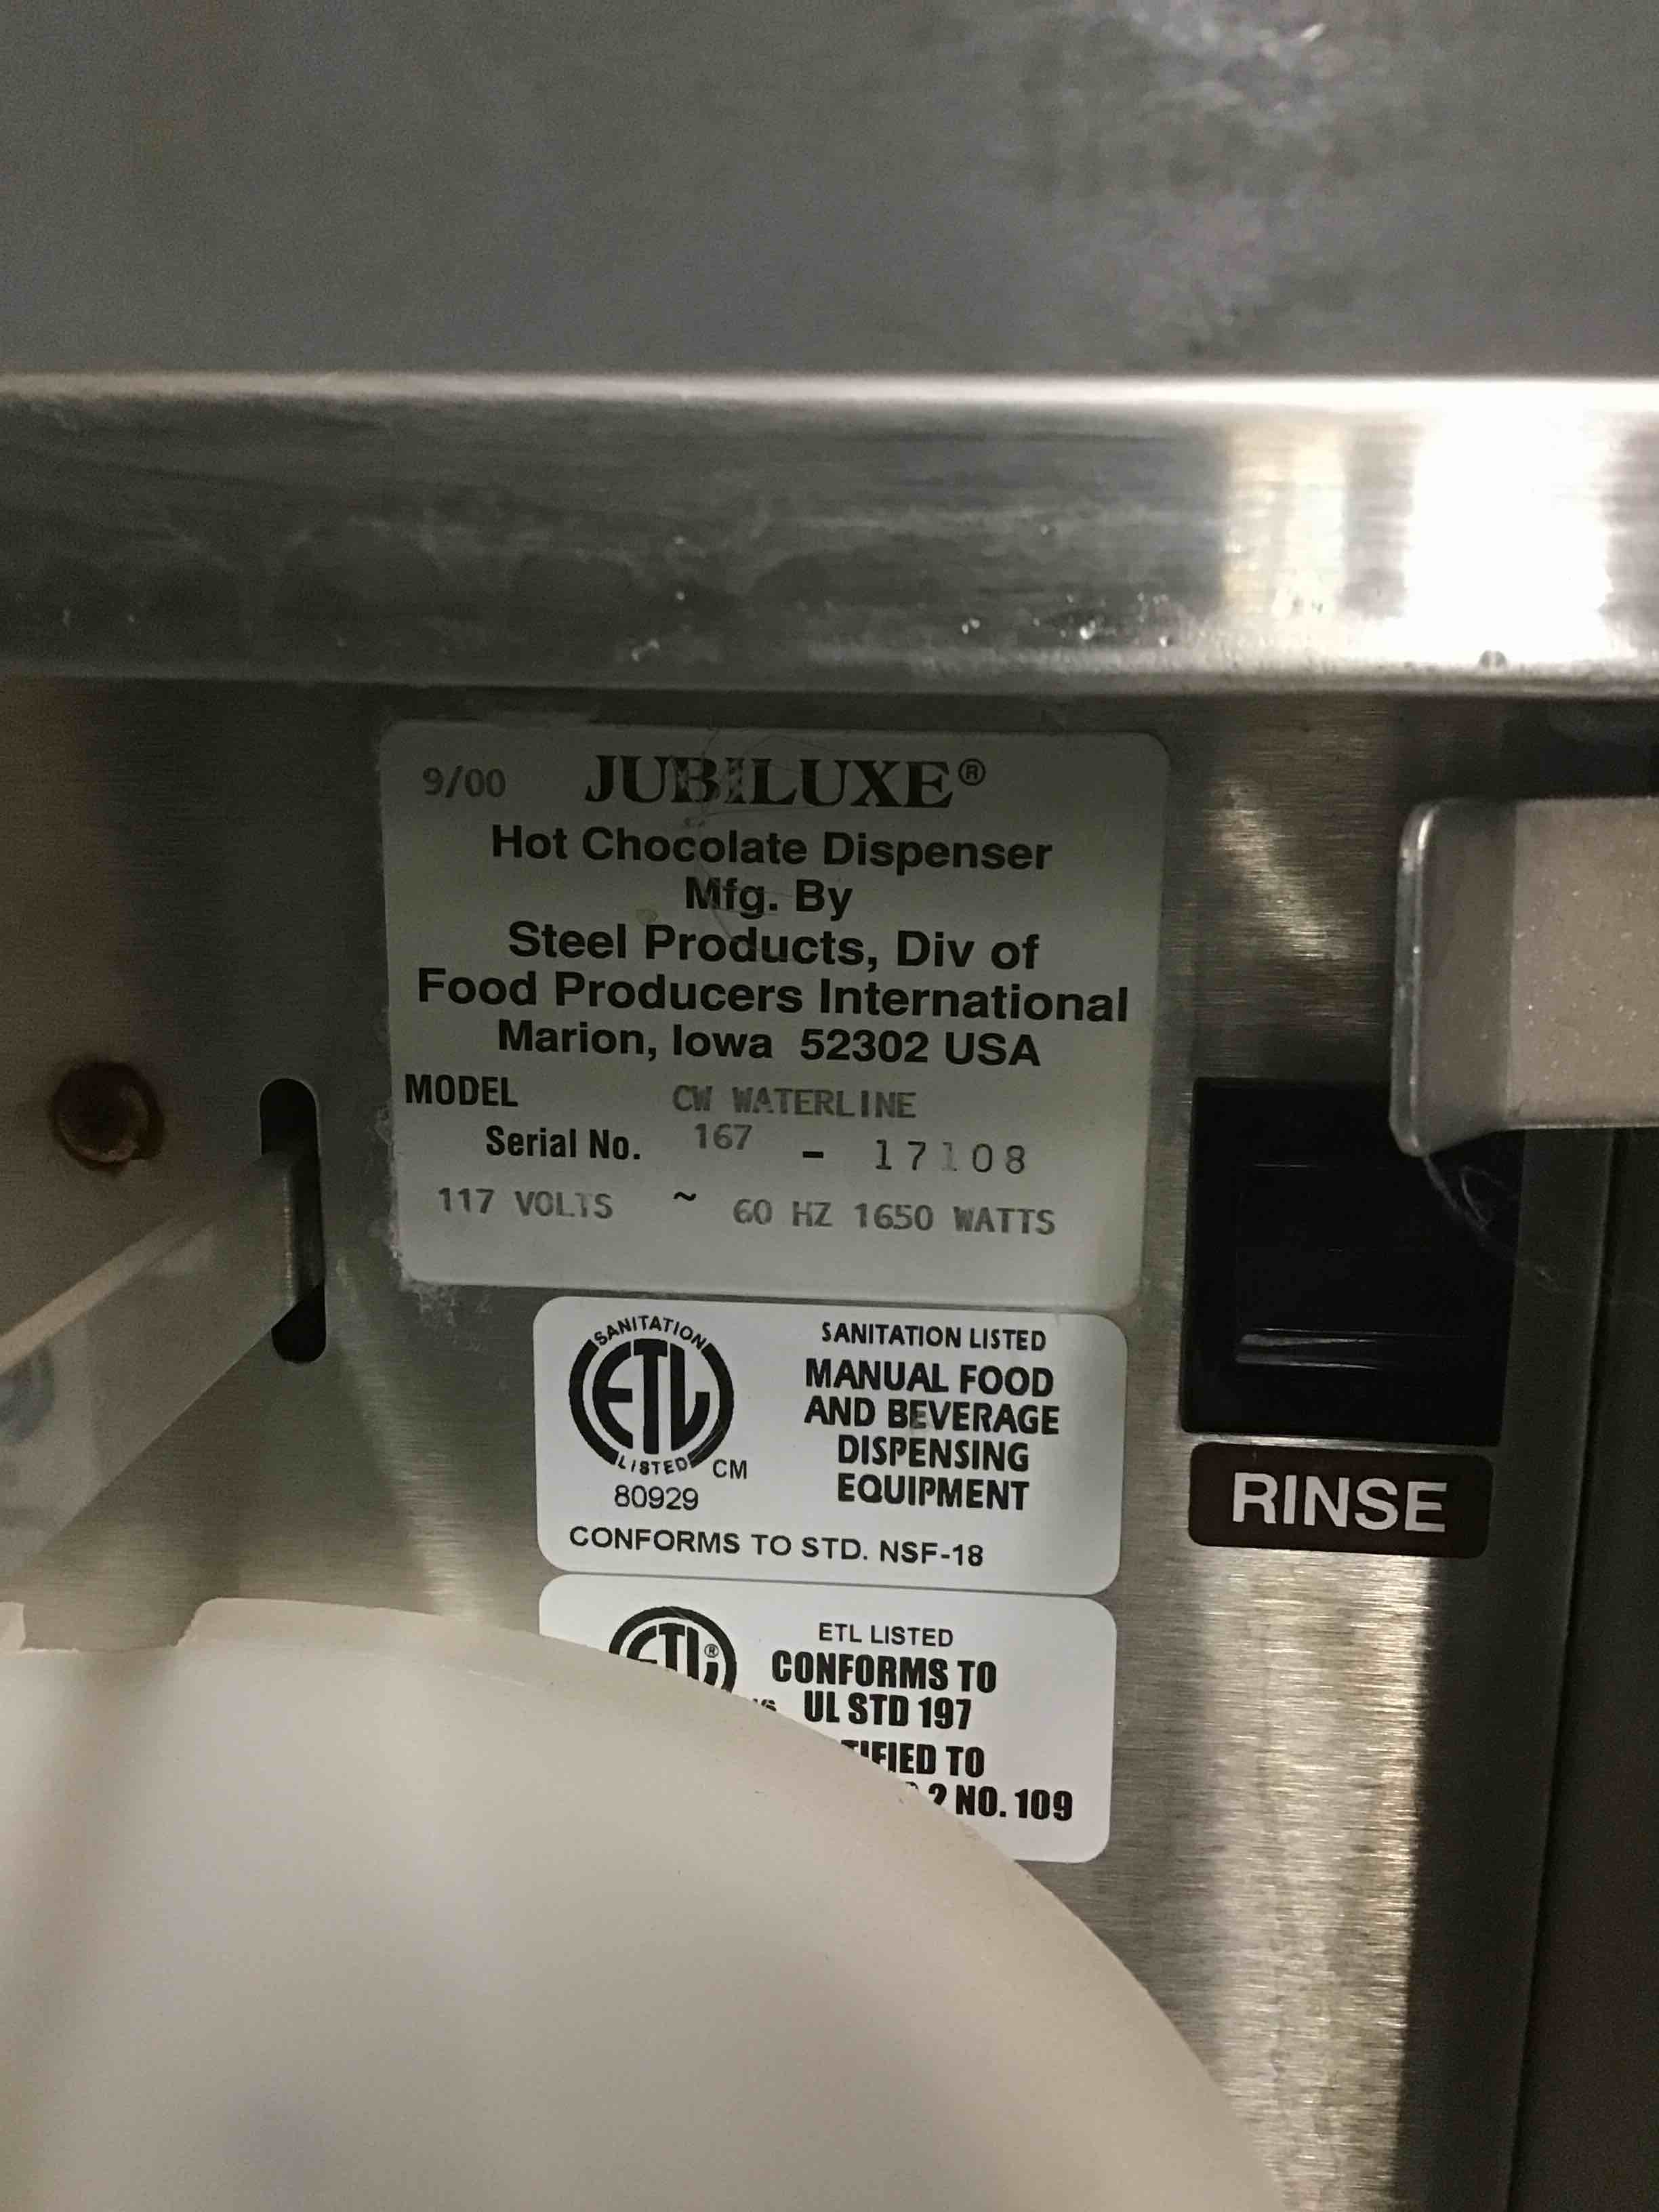 9/00 JUBILUXE®
Hot Chocolate Dispenser
Mfg. By
Steel Products, Div of
Food Producers International
Marion, Iowa 52302 USA
MODEL CW WATERLINE
Serial No. 167 - 17108
117 VOLTS ~ 60 HZ 1650 WATTS
SANITATION
ETL
LISTED CM
80929
SANITATION LISTED
MANUAL FOOD
AND BEVERAGE
DISPENSING
EQUIPMENT
CONFORMS TO STD. NSF-18
RINSE
ETL®
ETL LISTED
CONFORMS TO
UL STD 197
TIFIED TO
2 NO. 109